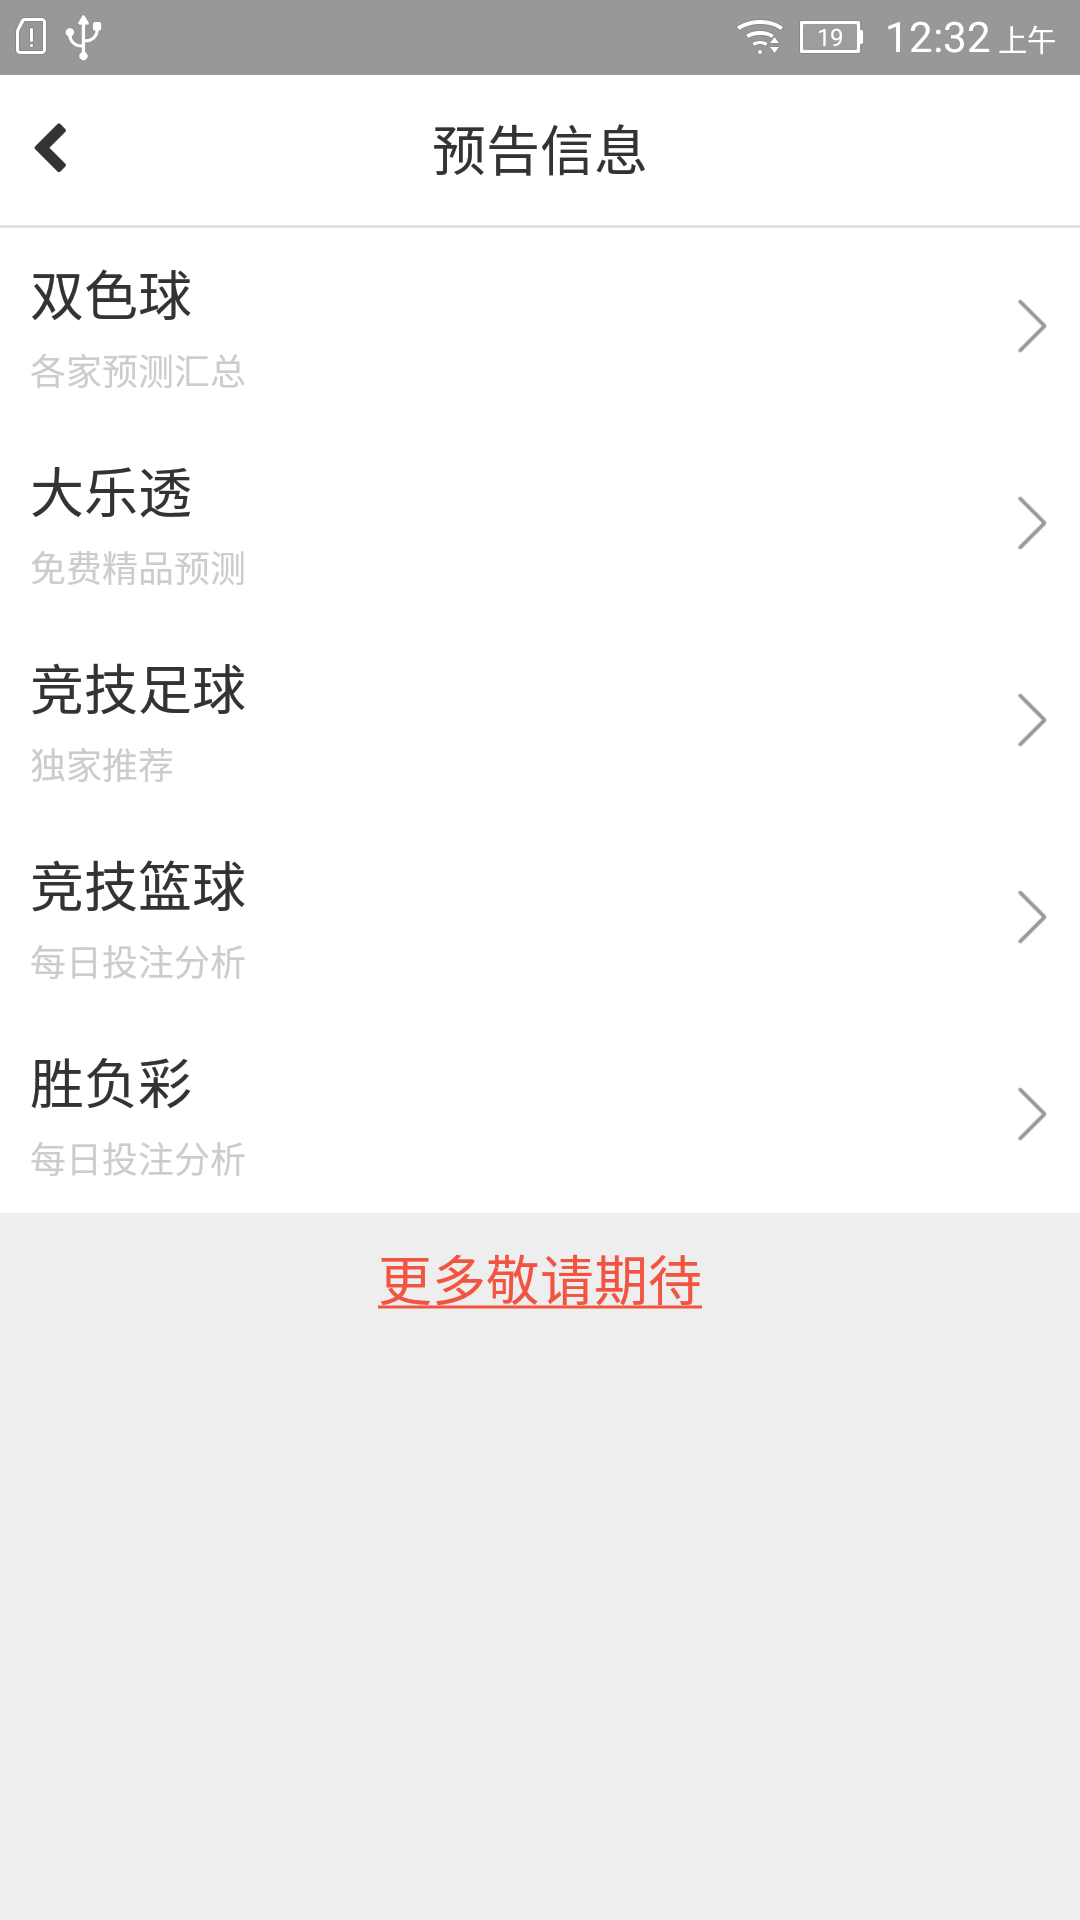 19 12:32 上午
预告信息
双色球
各家预测汇总
大乐透
免费精品预测
竞技足球
独家推荐
竞技篮球
每日投注分析
胜负彩
每日投注分析
更多敬请期待